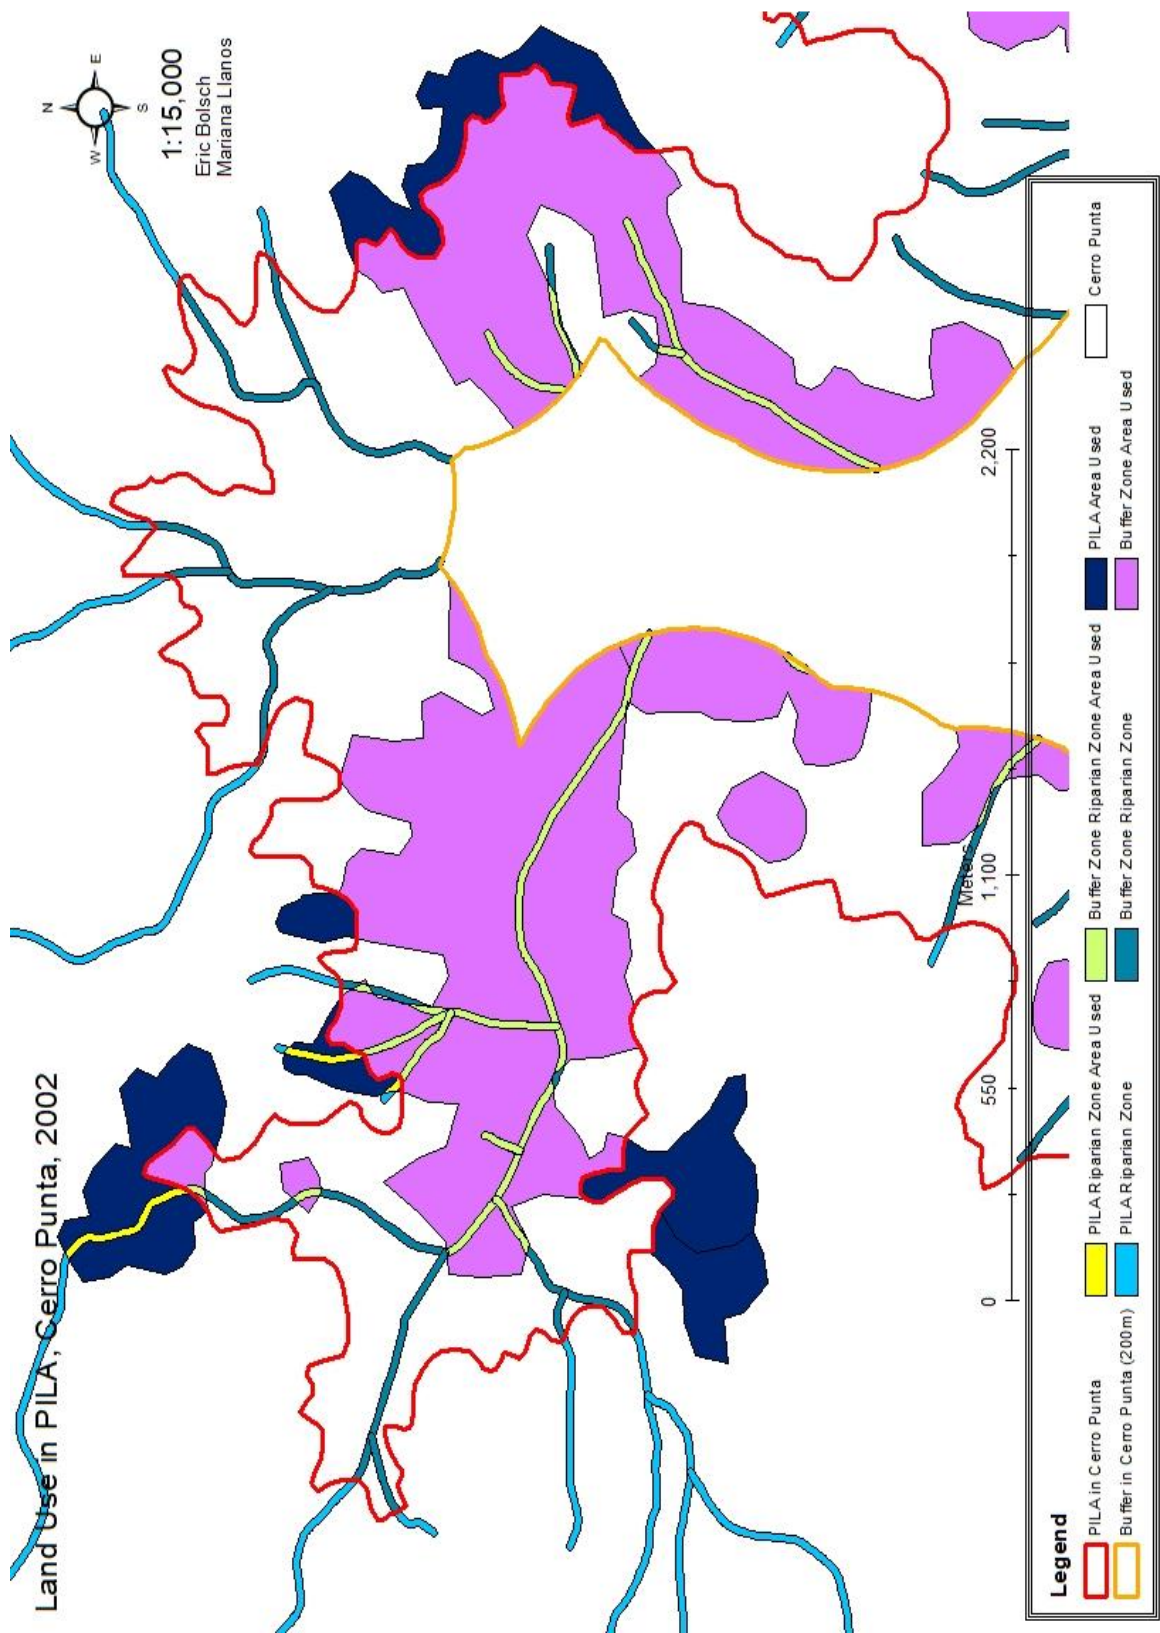 Land Use in PILA, Cerro Punta, 2002
N
W
E
S
1:15,000
Eric Bolsch
Mariana Llanos
Meters
0
550
1,100
2,200
Legend
PILA in Cerro Punta
PILA Riparian Zone Area Used
Buffer Zone Riparian Zone Area Used
PILA Area Used
Cerro Punta
Buffer in Cerro Punta (200m)
PILA Riparian Zone
Buffer Zone Riparian Zone
Buffer Zone Area Used